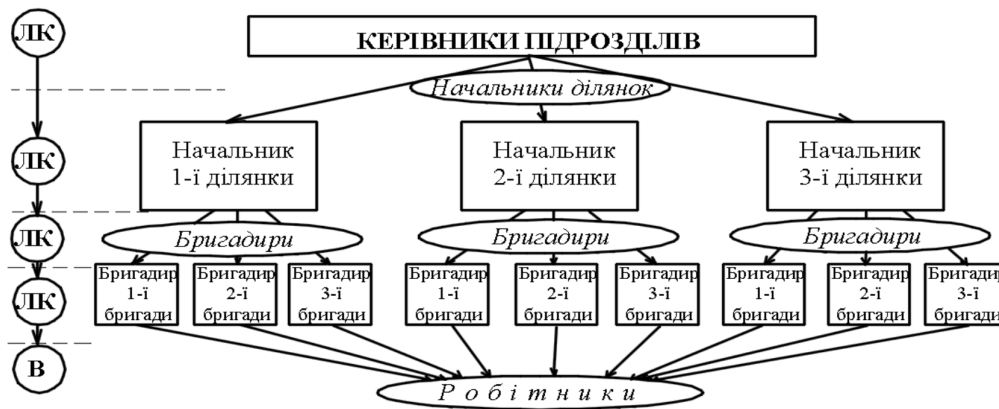 ЛК
КЕРІВНИКИ ПІДРОЗДІЛІВ
Начальники ділянок
ЛК
Начальник
1-ї ділянки
Начальник
2-ї ділянки
Начальник
3-ї ділянки
ЛК
Бригадири
Бригадири
Бригадири
ЛК
Бригадир
1-ї
бригади
Бригадир
2-ї
бригади
Бригадир
3-ї
бригади
Бригадир
1-ї
бригади
Бригадир
2-ї
бригади
Бригадир
3-ї
бригади
Бригадир
1-ї
бригади
Бригадир
2-ї
бригади
Бригадир
3-ї
бригади
В
Р о б і т н и к и